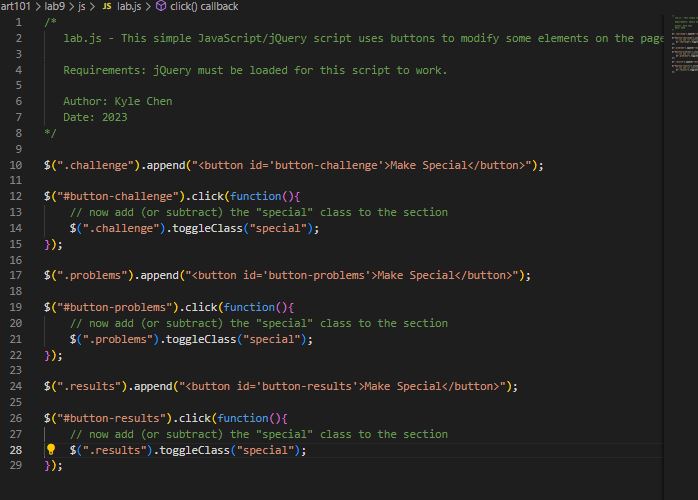 art101 > lab9 > js > JS lab.js > click() callback
1 /*
2 lab.js - This simple JavaScript/jQuery script uses buttons to modify some elements on the page
3
4 Requirements: jQuery must be loaded for this script to work.
5
6 Author: Kyle Chen
7 Date: 2023
8 */
9
10 $(".challenge").append("<button id='button-challenge'>Make Special</button>");
11
12 $("#button-challenge").click(function(){
13 // now add (or subtract) the "special" class to the section
14 $(".challenge").toggleClass("special");
15 });
16
17 $(".problems").append("<button id='button-problems'>Make Special</button>");
18
19 $("#button-problems").click(function(){
20 // now add (or subtract) the "special" class to the section
21 $(".problems").toggleClass("special");
22 });
23
24 $(".results").append("<button id='button-results'>Make Special</button>");
25
26 $("#button-results").click(function(){
27 // now add (or subtract) the "special" class to the section
28 $(".results").toggleClass("special");
29 });